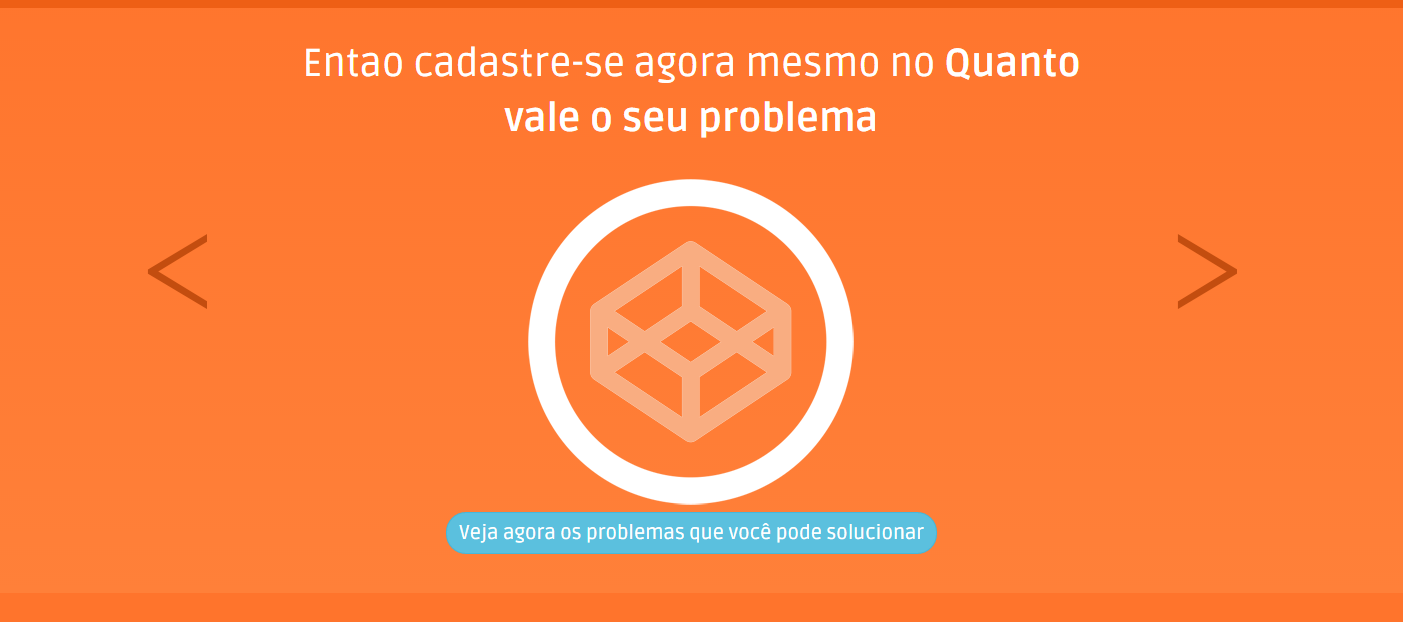 Entao cadastre-se agora mesmo no Quanto
vale o seu problema
Veja agora os problemas que você pode solucionar